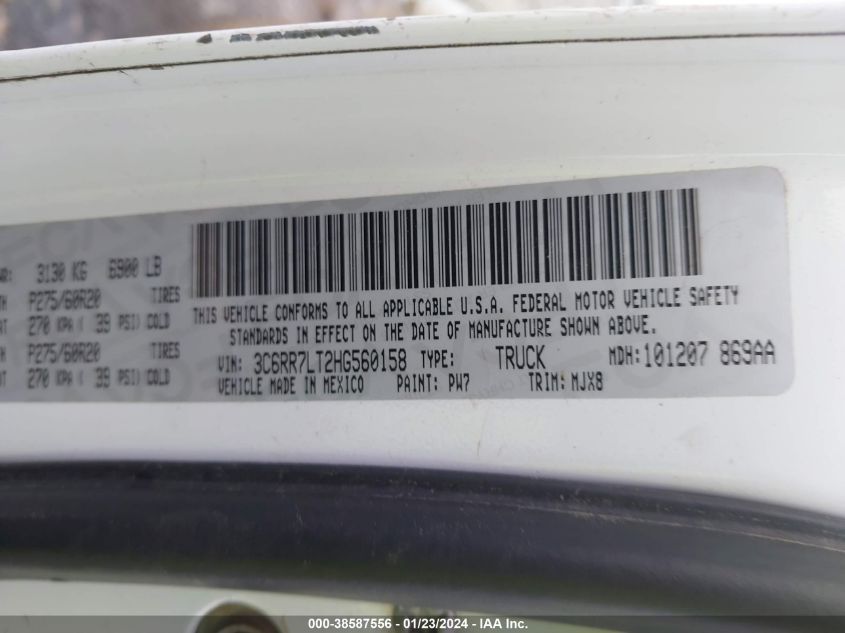 3130 KG 6900 LB
P275/60R20 TIRES
270 KPA ( 39 PSI) COLD
P275/60R20 TIRES
270 KPA ( 39 PSI) COLD
THIS VEHICLE CONFORMS TO ALL APPLICABLE U.S.A. FEDERAL MOTOR VEHICLE SAFETY
STANDARDS IN EFFECT ON THE DATE OF MANUFACTURE SHOWN ABOVE.
VIN: 3C6RR7LT2HG560158 TYPE: TRUCK MDH:101207 869AA
VEHICLE MADE IN MEXICO PAINT: PW7 TRIM: MJX8
000-38587556 - 01/23/2024 - IAA Inc.